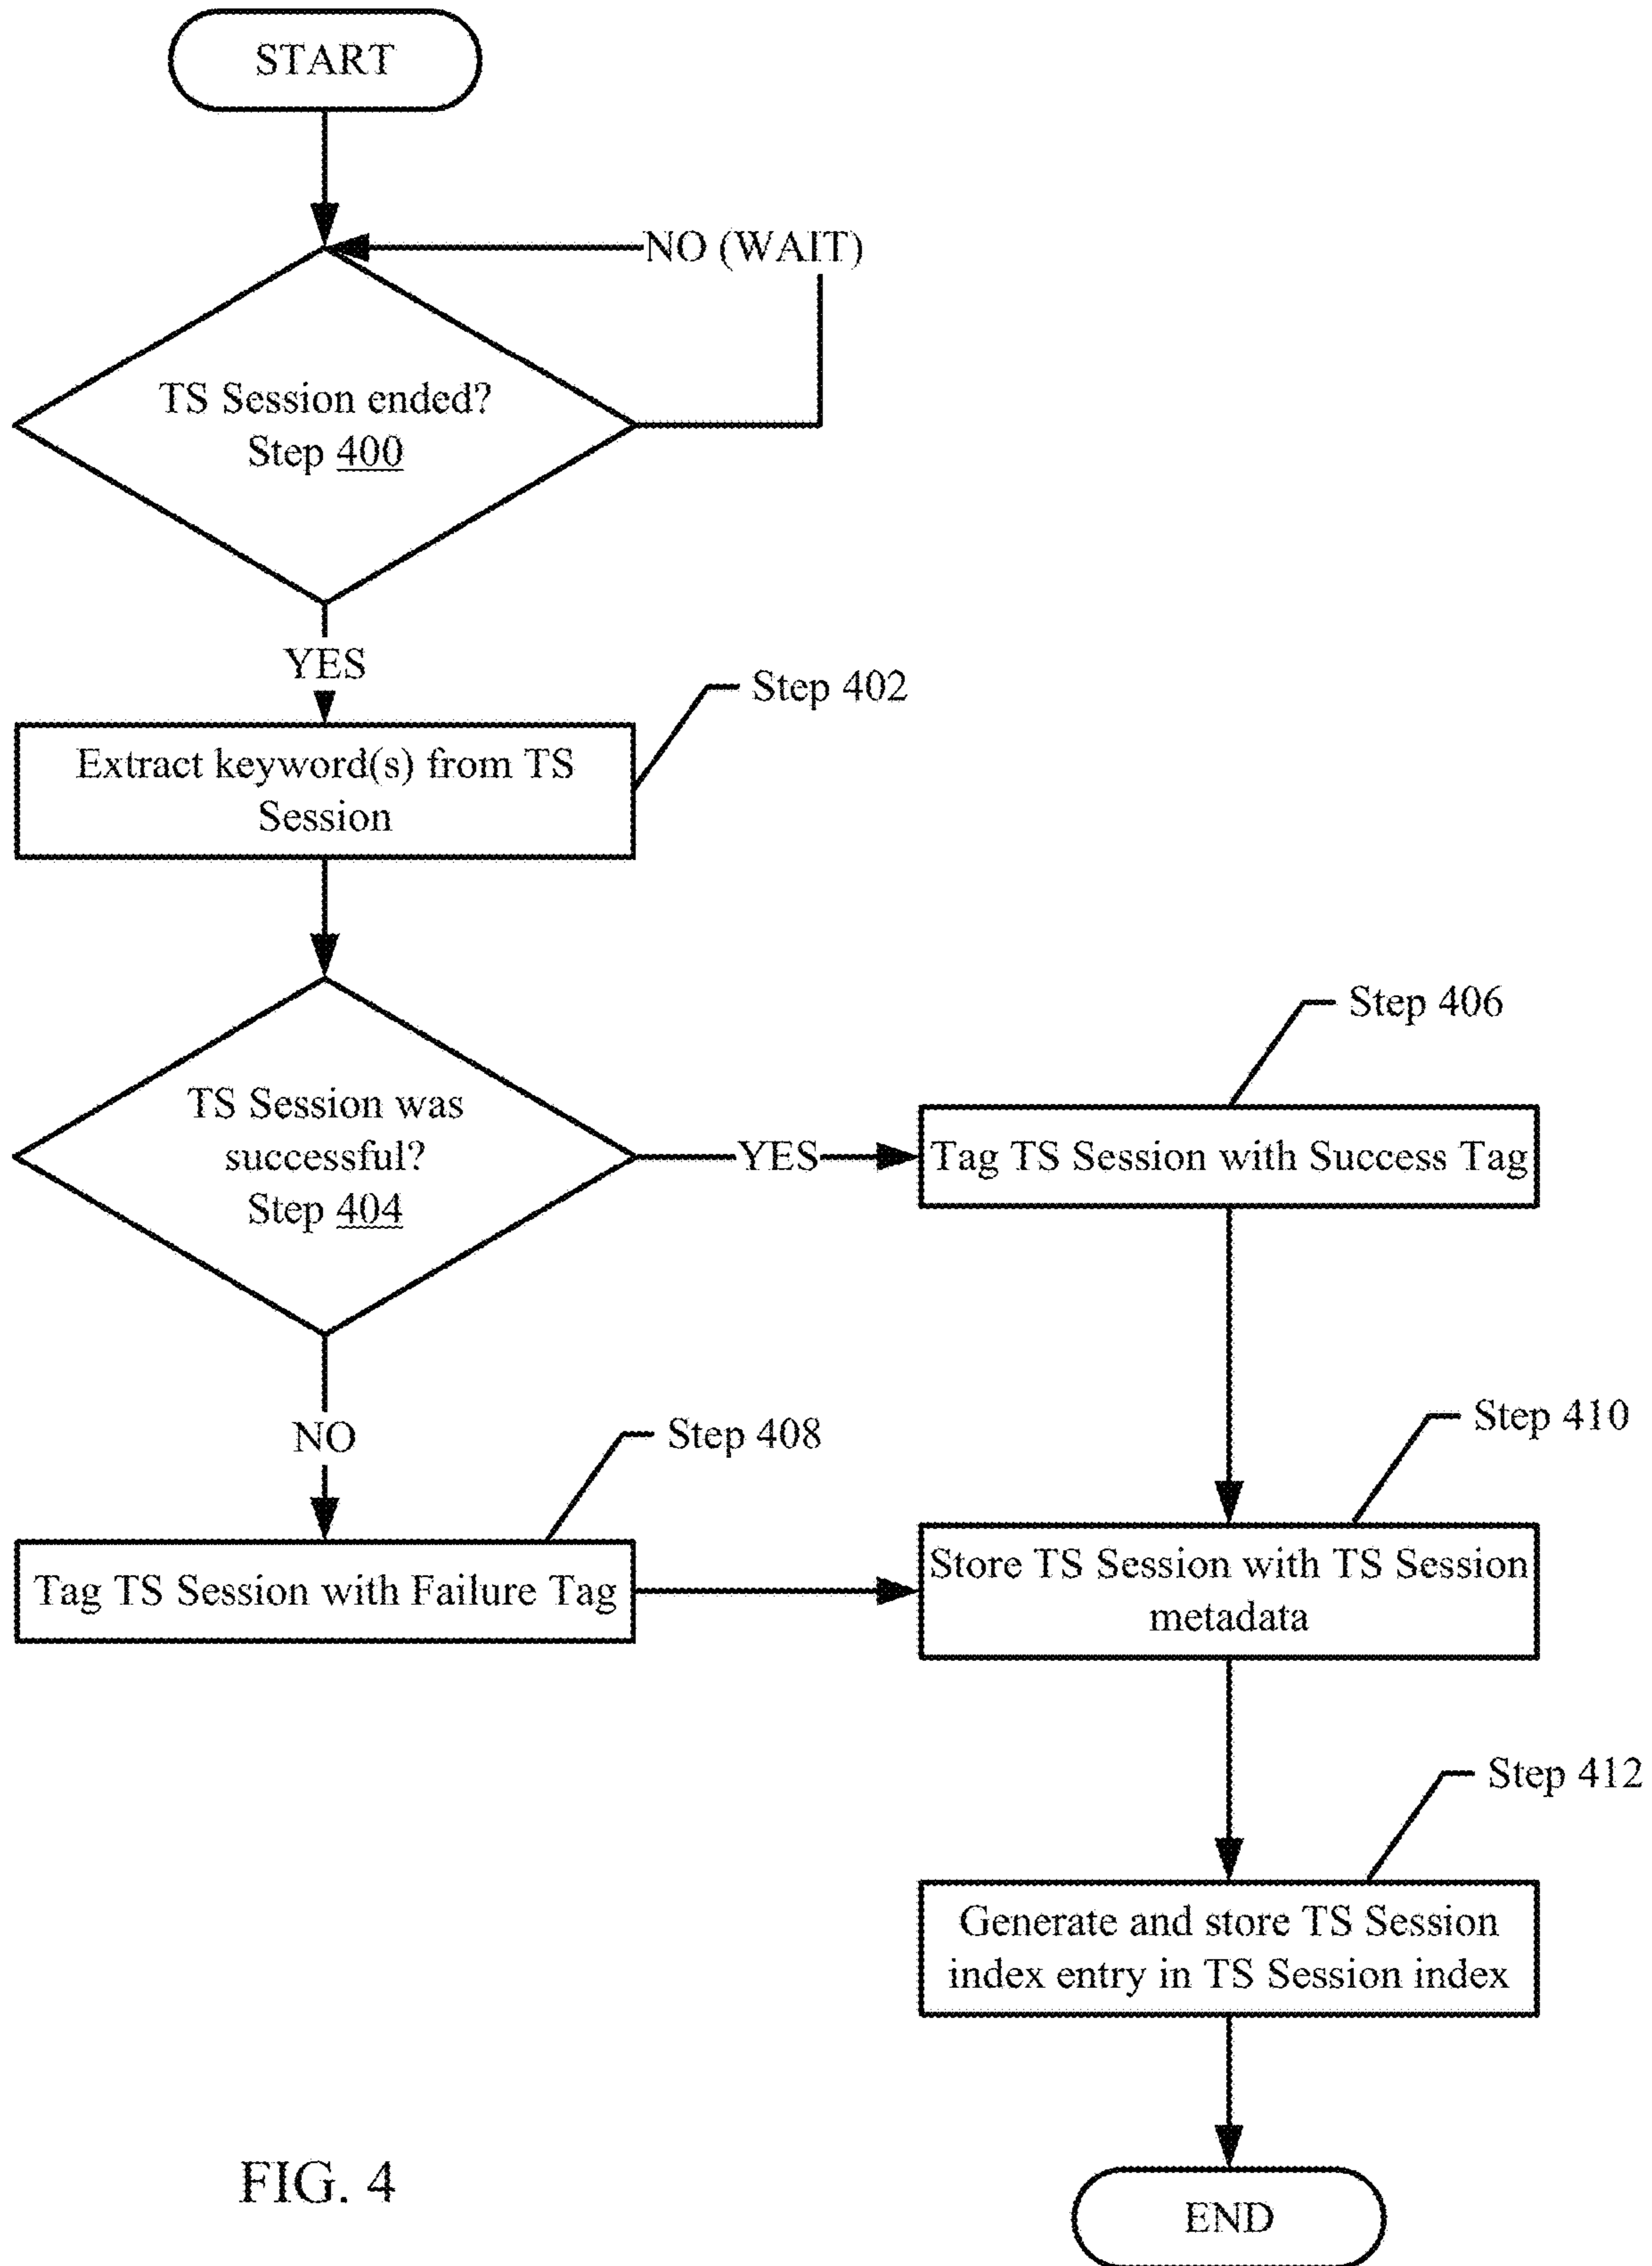 START
NO (WAIT)
TS Session ended?
Step 400
YES
Step 402
Extract keyword(s) from TS
Session
Step 406
TS Session was
successful?
Step 404
YES
Tag TS Session with Success Tag
NO
Step 408
Step 410
Tag TS Session with Failure Tag
Store TS Session with TS Session
metadata
Step 412
Generate and store TS Session
index entry in TS Session index
FIG. 4
END